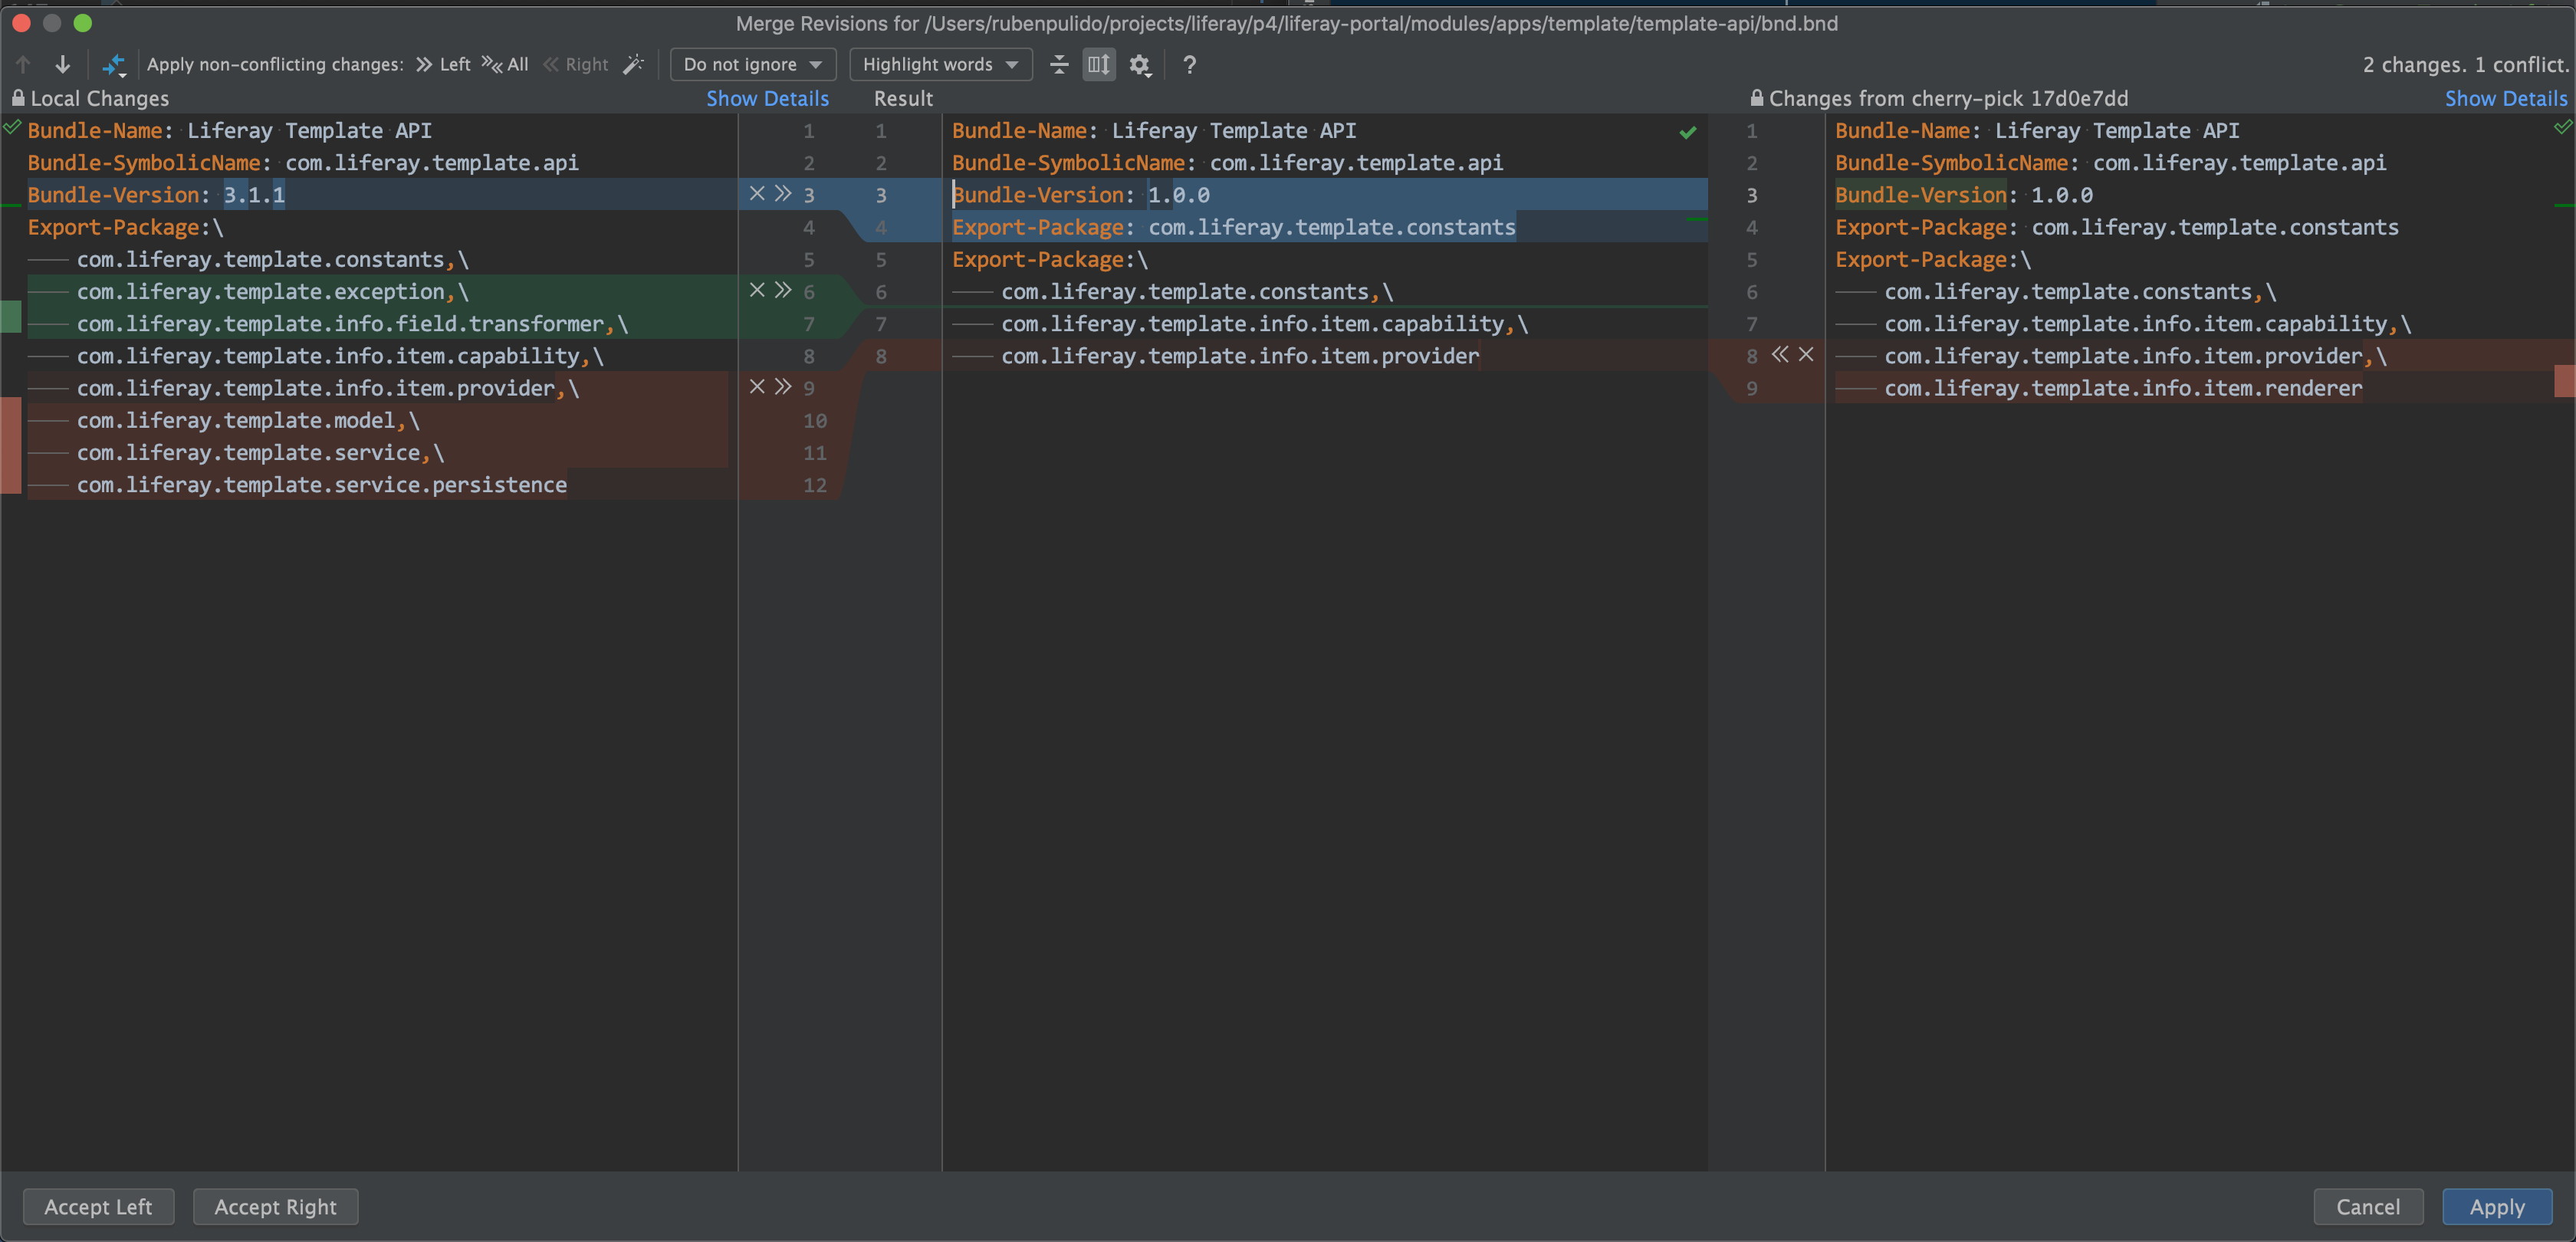 Merge Revisions for /Users/rubenpulido/projects/liferay/p4/liferay-portal/modules/apps/template/template-api/bnd.bnd
Apply non-conflicting changes: Left All Right Do not ignore Highlight words ? 2 changes. 1 conflict.
Local Changes Show Details Result Changes from cherry-pick 17d0e7dd Show Details
Bundle-Name: Liferay Template API
Bundle-SymbolicName: com.liferay.template.api
Bundle-Version: 3.1.1
Export-Package:\
com.liferay.template.constants,\
com.liferay.template.exception,\
com.liferay.template.info.field.transformer,\
com.liferay.template.info.item.capability,\
com.liferay.template.info.item.provider,\
com.liferay.template.model,\
com.liferay.template.service,\
com.liferay.template.service.persistence
1
2
3
4
5
6
7
8
9
10
11
12
1
2
3
4
5
6
7
8
Bundle-Name: Liferay Template API
Bundle-SymbolicName: com.liferay.template.api
Bundle-Version: 1.0.0
Export-Package: com.liferay.template.constants
Export-Package:\
com.liferay.template.constants,\
com.liferay.template.info.item.capability,\
com.liferay.template.info.item.provider
1
2
3
4
5
6
7
8
9
Bundle-Name: Liferay Template API
Bundle-SymbolicName: com.liferay.template.api
Bundle-Version: 1.0.0
Export-Package: com.liferay.template.constants
Export-Package:\
com.liferay.template.constants,\
com.liferay.template.info.item.capability,\
com.liferay.template.info.item.provider,\
com.liferay.template.info.item.renderer
Accept Left Accept Right Cancel Apply